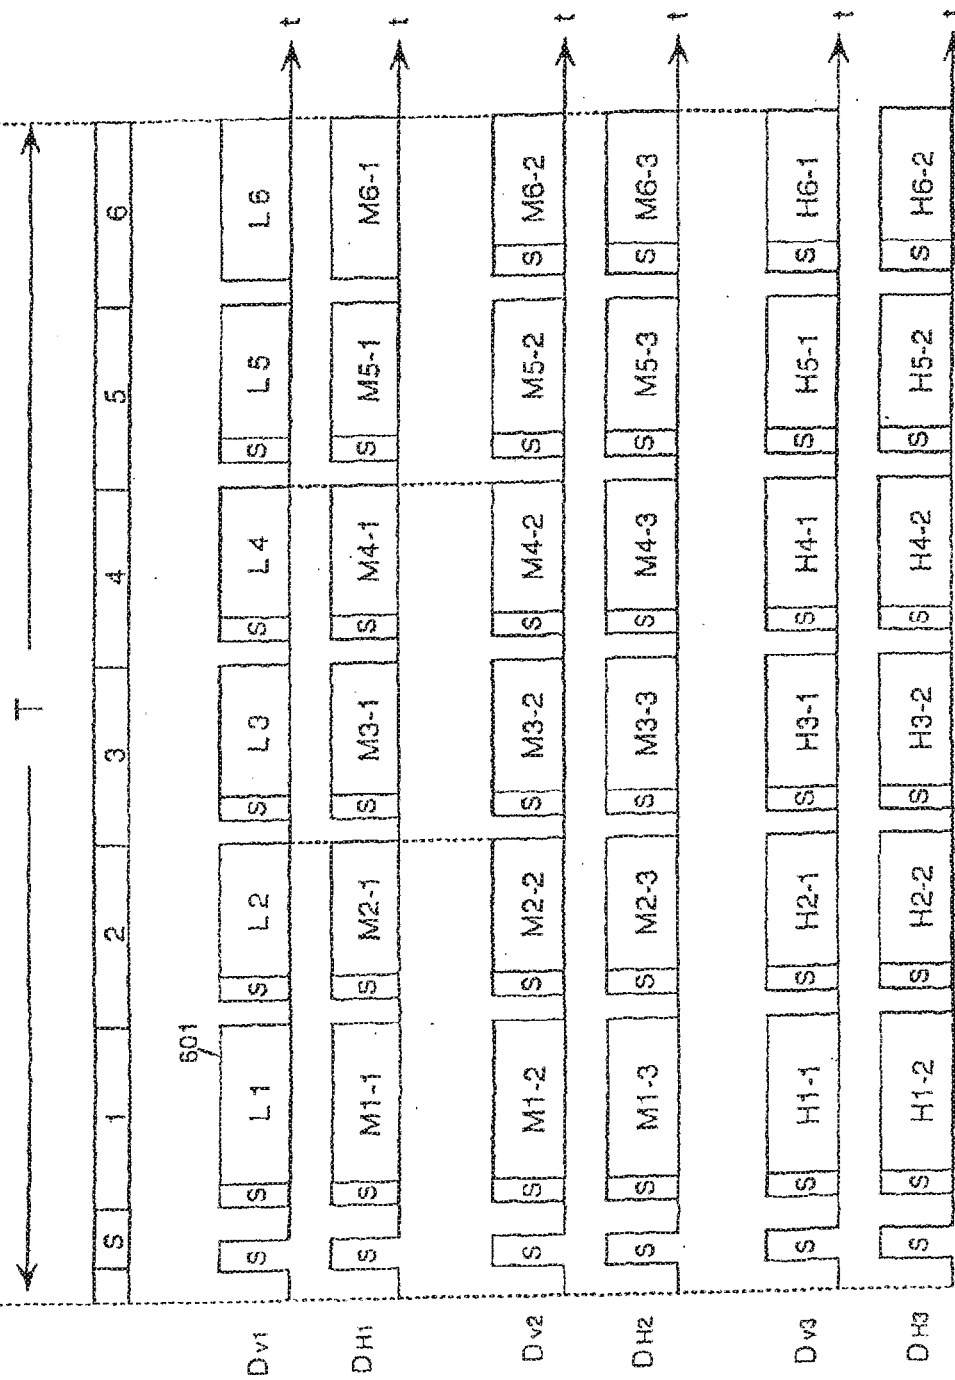 T
S 1 2 3 4 5 6
601
DV1 S S L1 S L2 S L3 S L4 S L5 L6 t
DH1 S S M1-1 S M2-1 S M3-1 S M4-1 S M5-1 M6-1 t
DV2 S S M1-2 S M2-2 S M3-2 S M4-2 S M5-2 S M6-2 t
DH2 S S M1-3 S M2-3 S M3-3 S M4-3 S M5-3 S M6-3 t
DV3 S S H1-1 S H2-1 S H3-1 S H4-1 S H5-1 S H6-1 t
DH3 S S H1-2 S H2-2 S H3-2 S H4-2 S H5-2 S H6-2 t